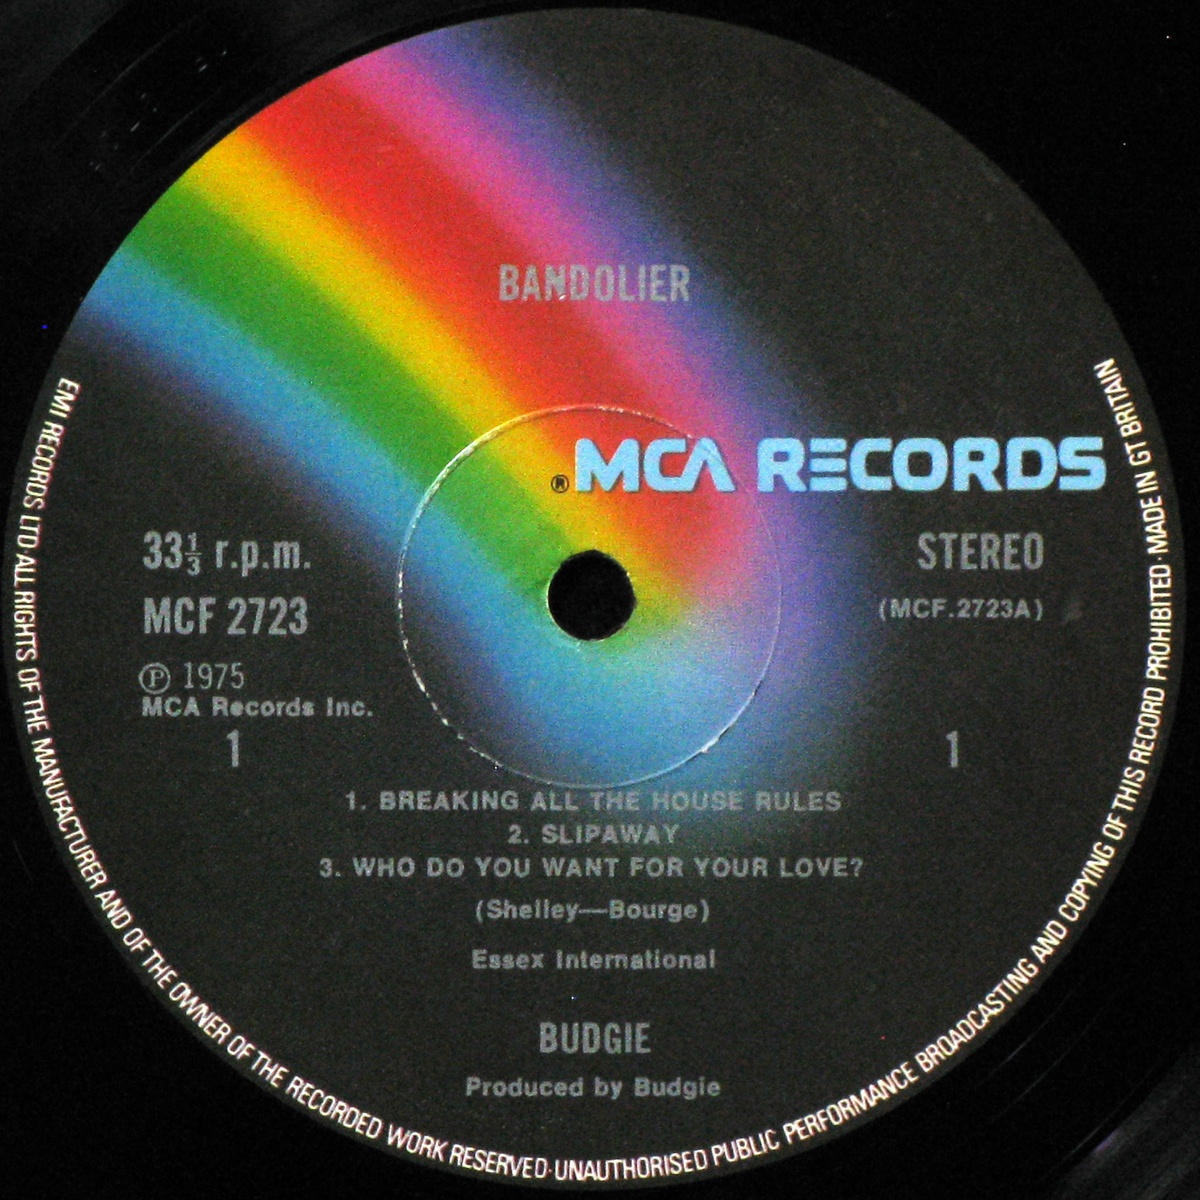 BANDOLIER
® MCA RECORDS
33⅓ r.p.m.
STEREO
MCF 2723
(MCF.2723A)
℗ 1975
MCA Records Inc.
1
1
1. BREAKING ALL THE HOUSE RULES
2. SLIPAWAY
3. WHO DO YOU WANT FOR YOUR LOVE?
(Shelley—Bourge)
Essex International
BUDGIE
Produced by Budgie
EMI RECORDS LTD·ALL RIGHTS OF THE MANUFACTURER AND OF THE OWNER OF THE RECORDED WORK RESERVED·UNAUTHORISED PUBLIC PERFORMANCE BROADCASTING AND COPYING OF THIS RECORD PROHIBITED·MADE IN GT BRITAIN